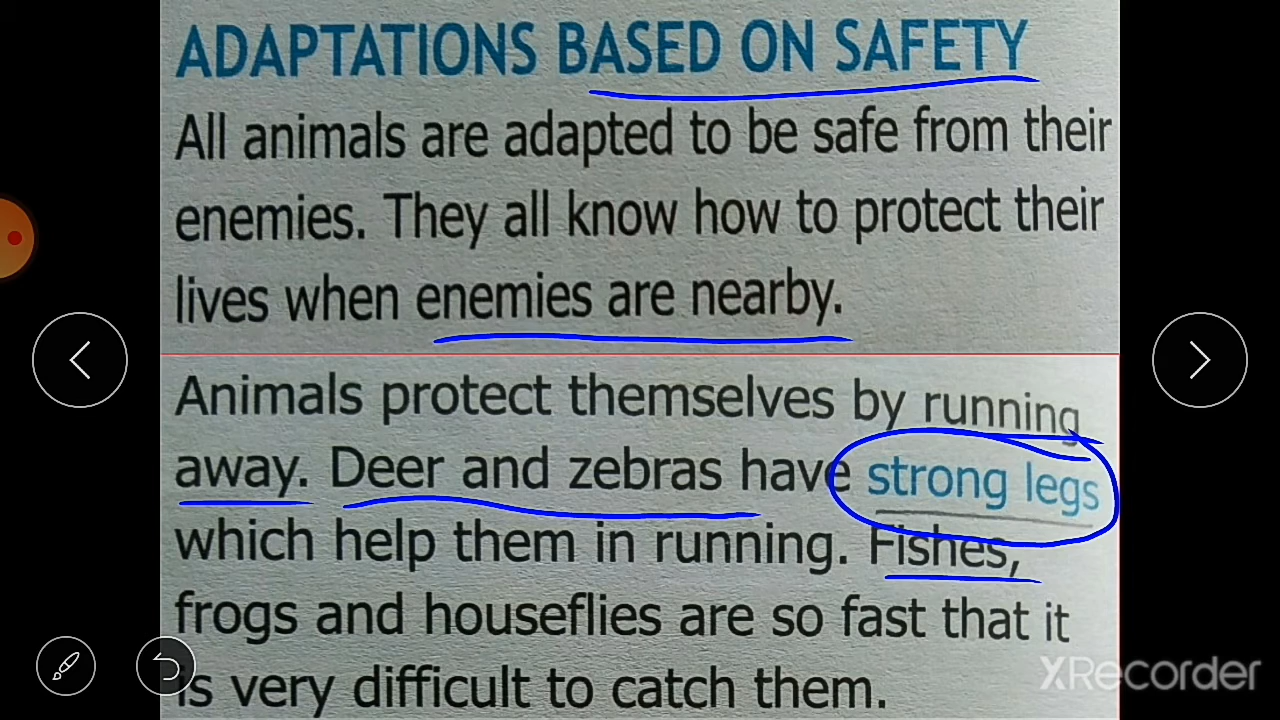 ADAPTATIONS BASED ON SAFETY
All animals are adapted to be safe from their
enemies. They all know how to protect their
lives when enemies are nearby.
Animals protect themselves by running
away. Deer and zebras have strong legs
which help them in running. Fishes,
frogs and houseflies are so fast that it
is very difficult to catch them.
XRecorder